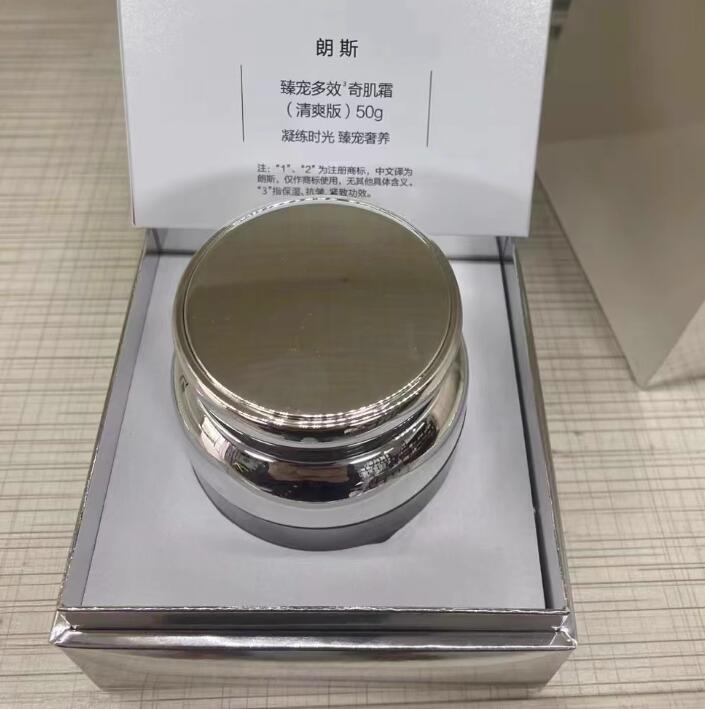 朗斯
臻宠多效³奇肌霜
（清爽版）50g
凝练时光 臻宠奢养
注：“1”、“2”为注册商标，中文译为
朗斯，仅作商标使用，无其他具体含义。
“3”指保湿、抗皱、紧致功效。